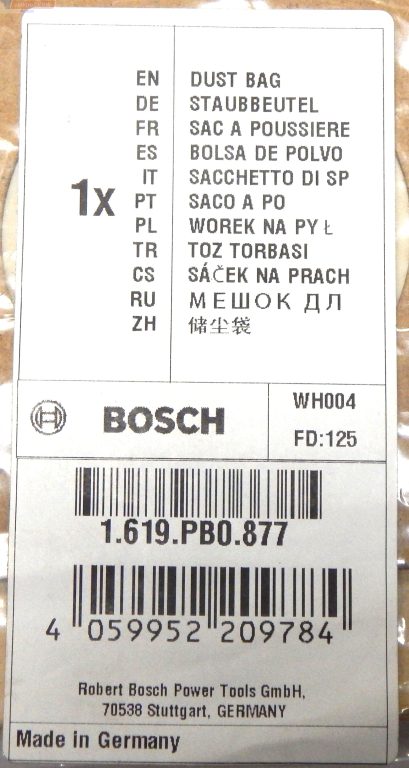 1x
EN DUST BAG
DE STAUBBEUTEL
FR SAC A POUSSIERE
ES BOLSA DE POLVO
IT SACCHETTO DI SP
PT SACO A PO
PL WOREK NA PYŁ
TR TOZ TORBASI
CS SÁČEK NA PRACH
RU МЕШОК ДЛ
ZH 储尘袋
BOSCH
WH004
FD:125
1.619.PB0.877
4 059952 209784
Robert Bosch Power Tools GmbH,
70538 Stuttgart, GERMANY
Made in Germany